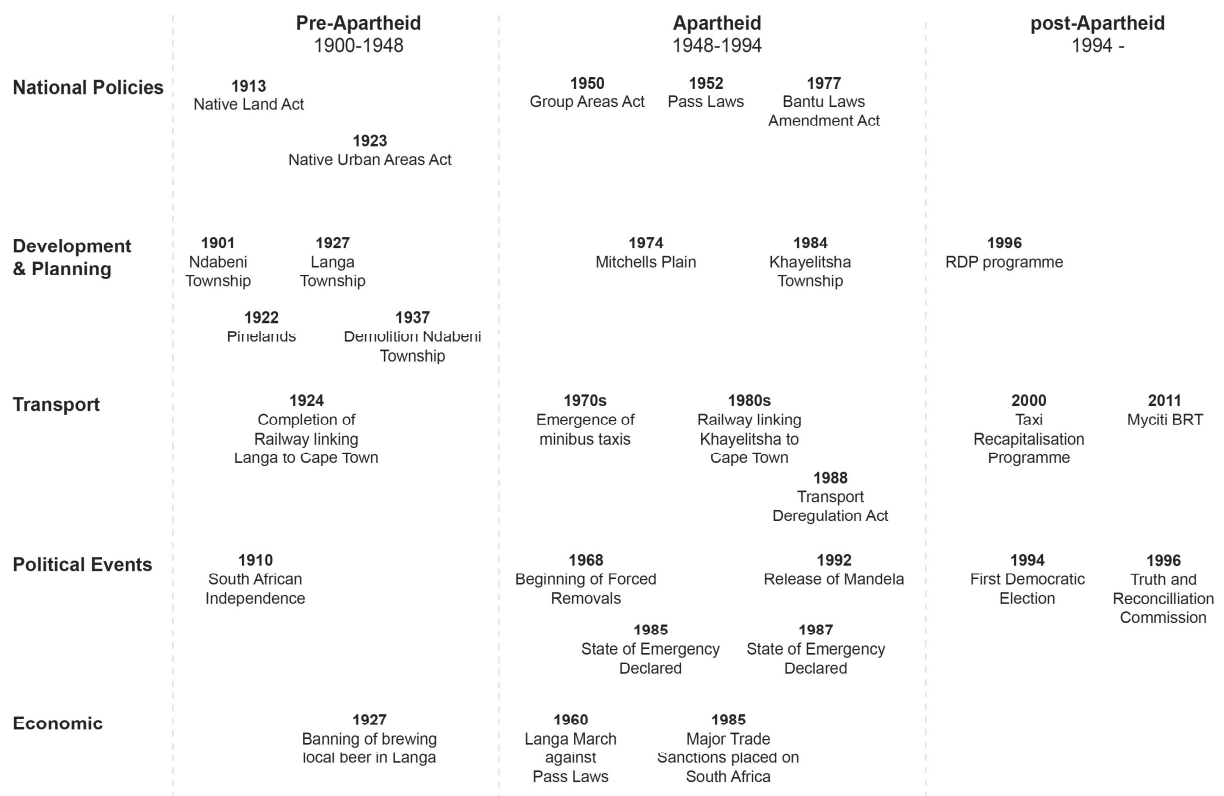 Pre-Apartheid
1900-1948
Apartheid
1948-1994
post-Apartheid
1994 -
National Policies
1913
Native Land Act
1923
Native Urban Areas Act
1950
Group Areas Act
1952
Pass Laws
1977
Bantu Laws
Amendment Act
Development
& Planning
1901
Ndabeni
Township
1927
Langa
Township
1922
Pinelands
1937
Demolition Ndabeni
Township
1974
Mitchells Plain
1984
Khayelitsha
Township
1996
RDP programme
Transport
1924
Completion of
Railway linking
Langa to Cape Town
1970s
Emergence of
minibus taxis
1980s
Railway linking
Khayelitsha to
Cape Town
1988
Transport
Deregulation Act
2000
Taxi
Recapitalisation
Programme
2011
Myciti BRT
Political Events
1910
South African
Independence
1968
Beginning of Forced
Removals
1992
Release of Mandela
1985
State of Emergency
Declared
1987
State of Emergency
Declared
1994
First Democratic
Election
1996
Truth and
Reconcilliation
Commission
Economic
1927
Banning of brewing
local beer in Langa
1960
Langa March
against
Pass Laws
1985
Major Trade
Sanctions placed on
South Africa